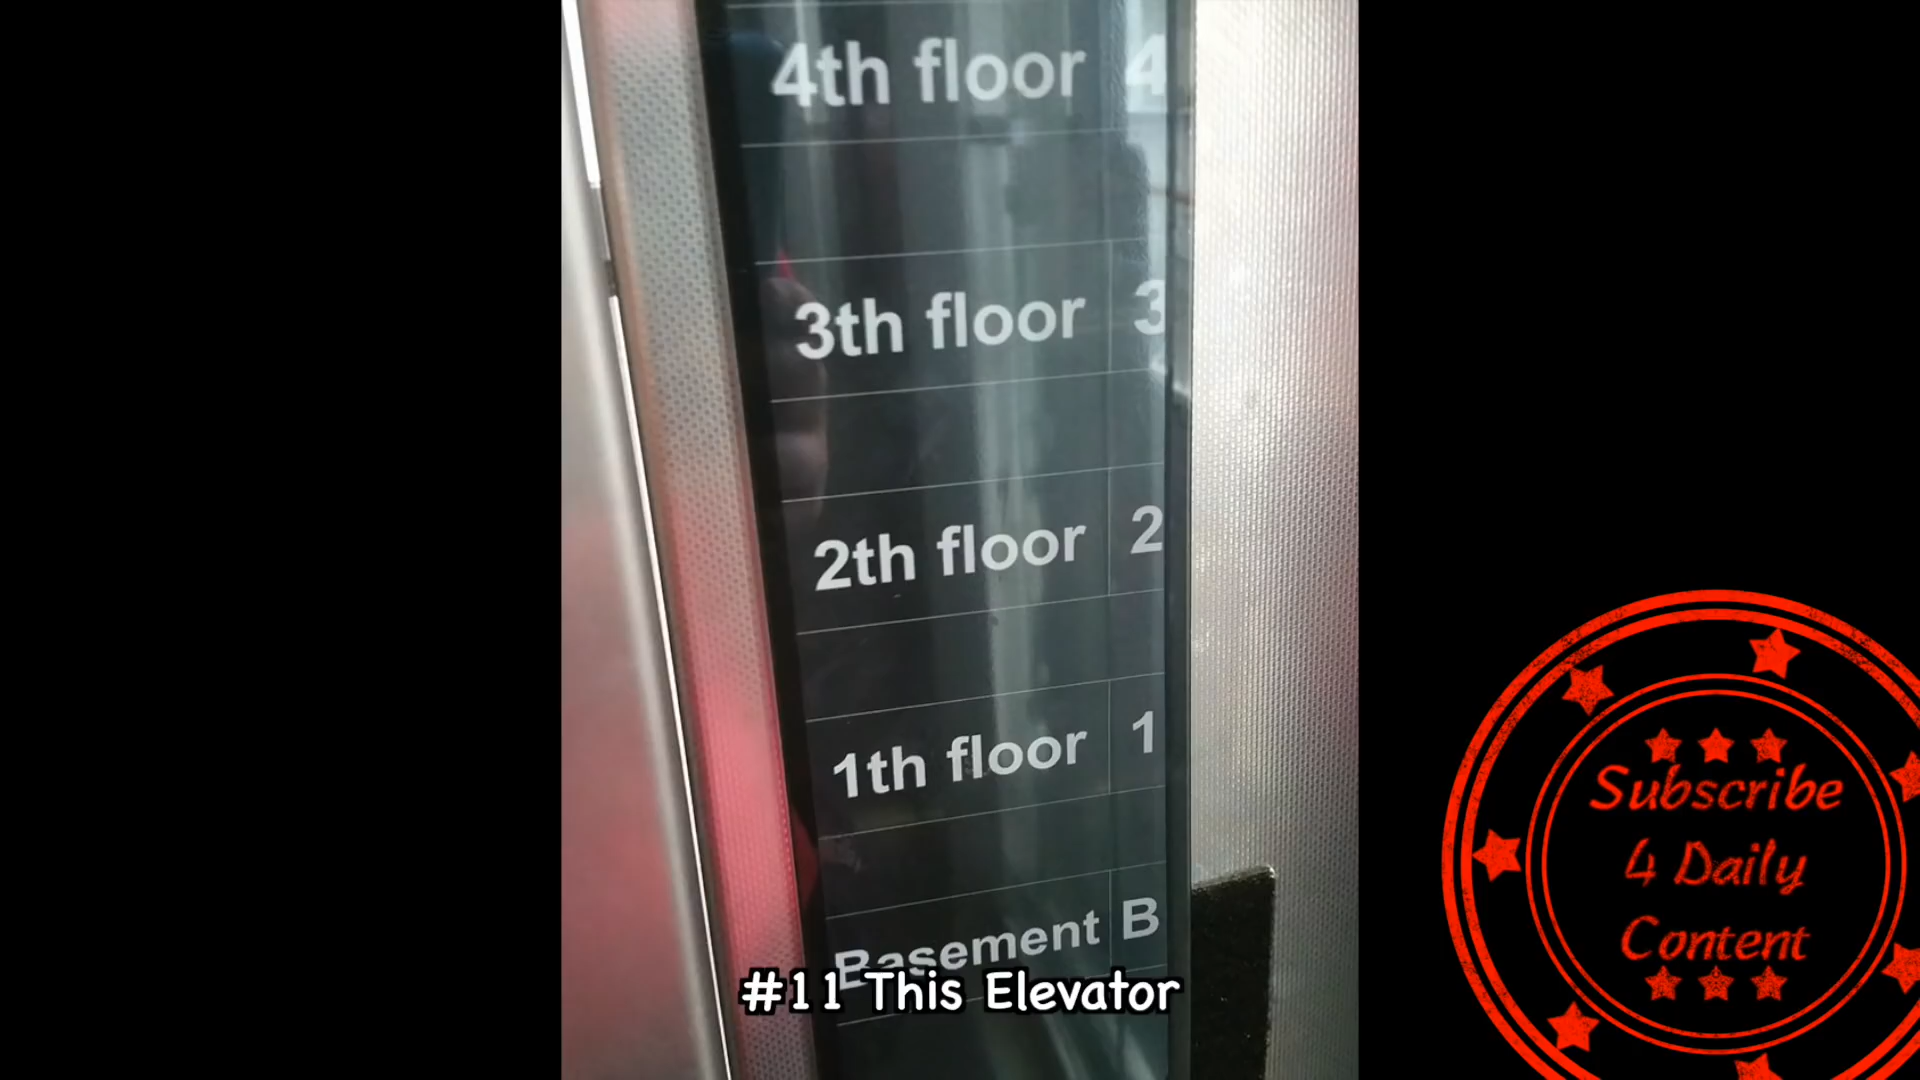 4th floor 4
3th floor 3
2th floor 2
1th floor 1
Basement B
#11 This Elevator
Subscribe
4 Daily
Content